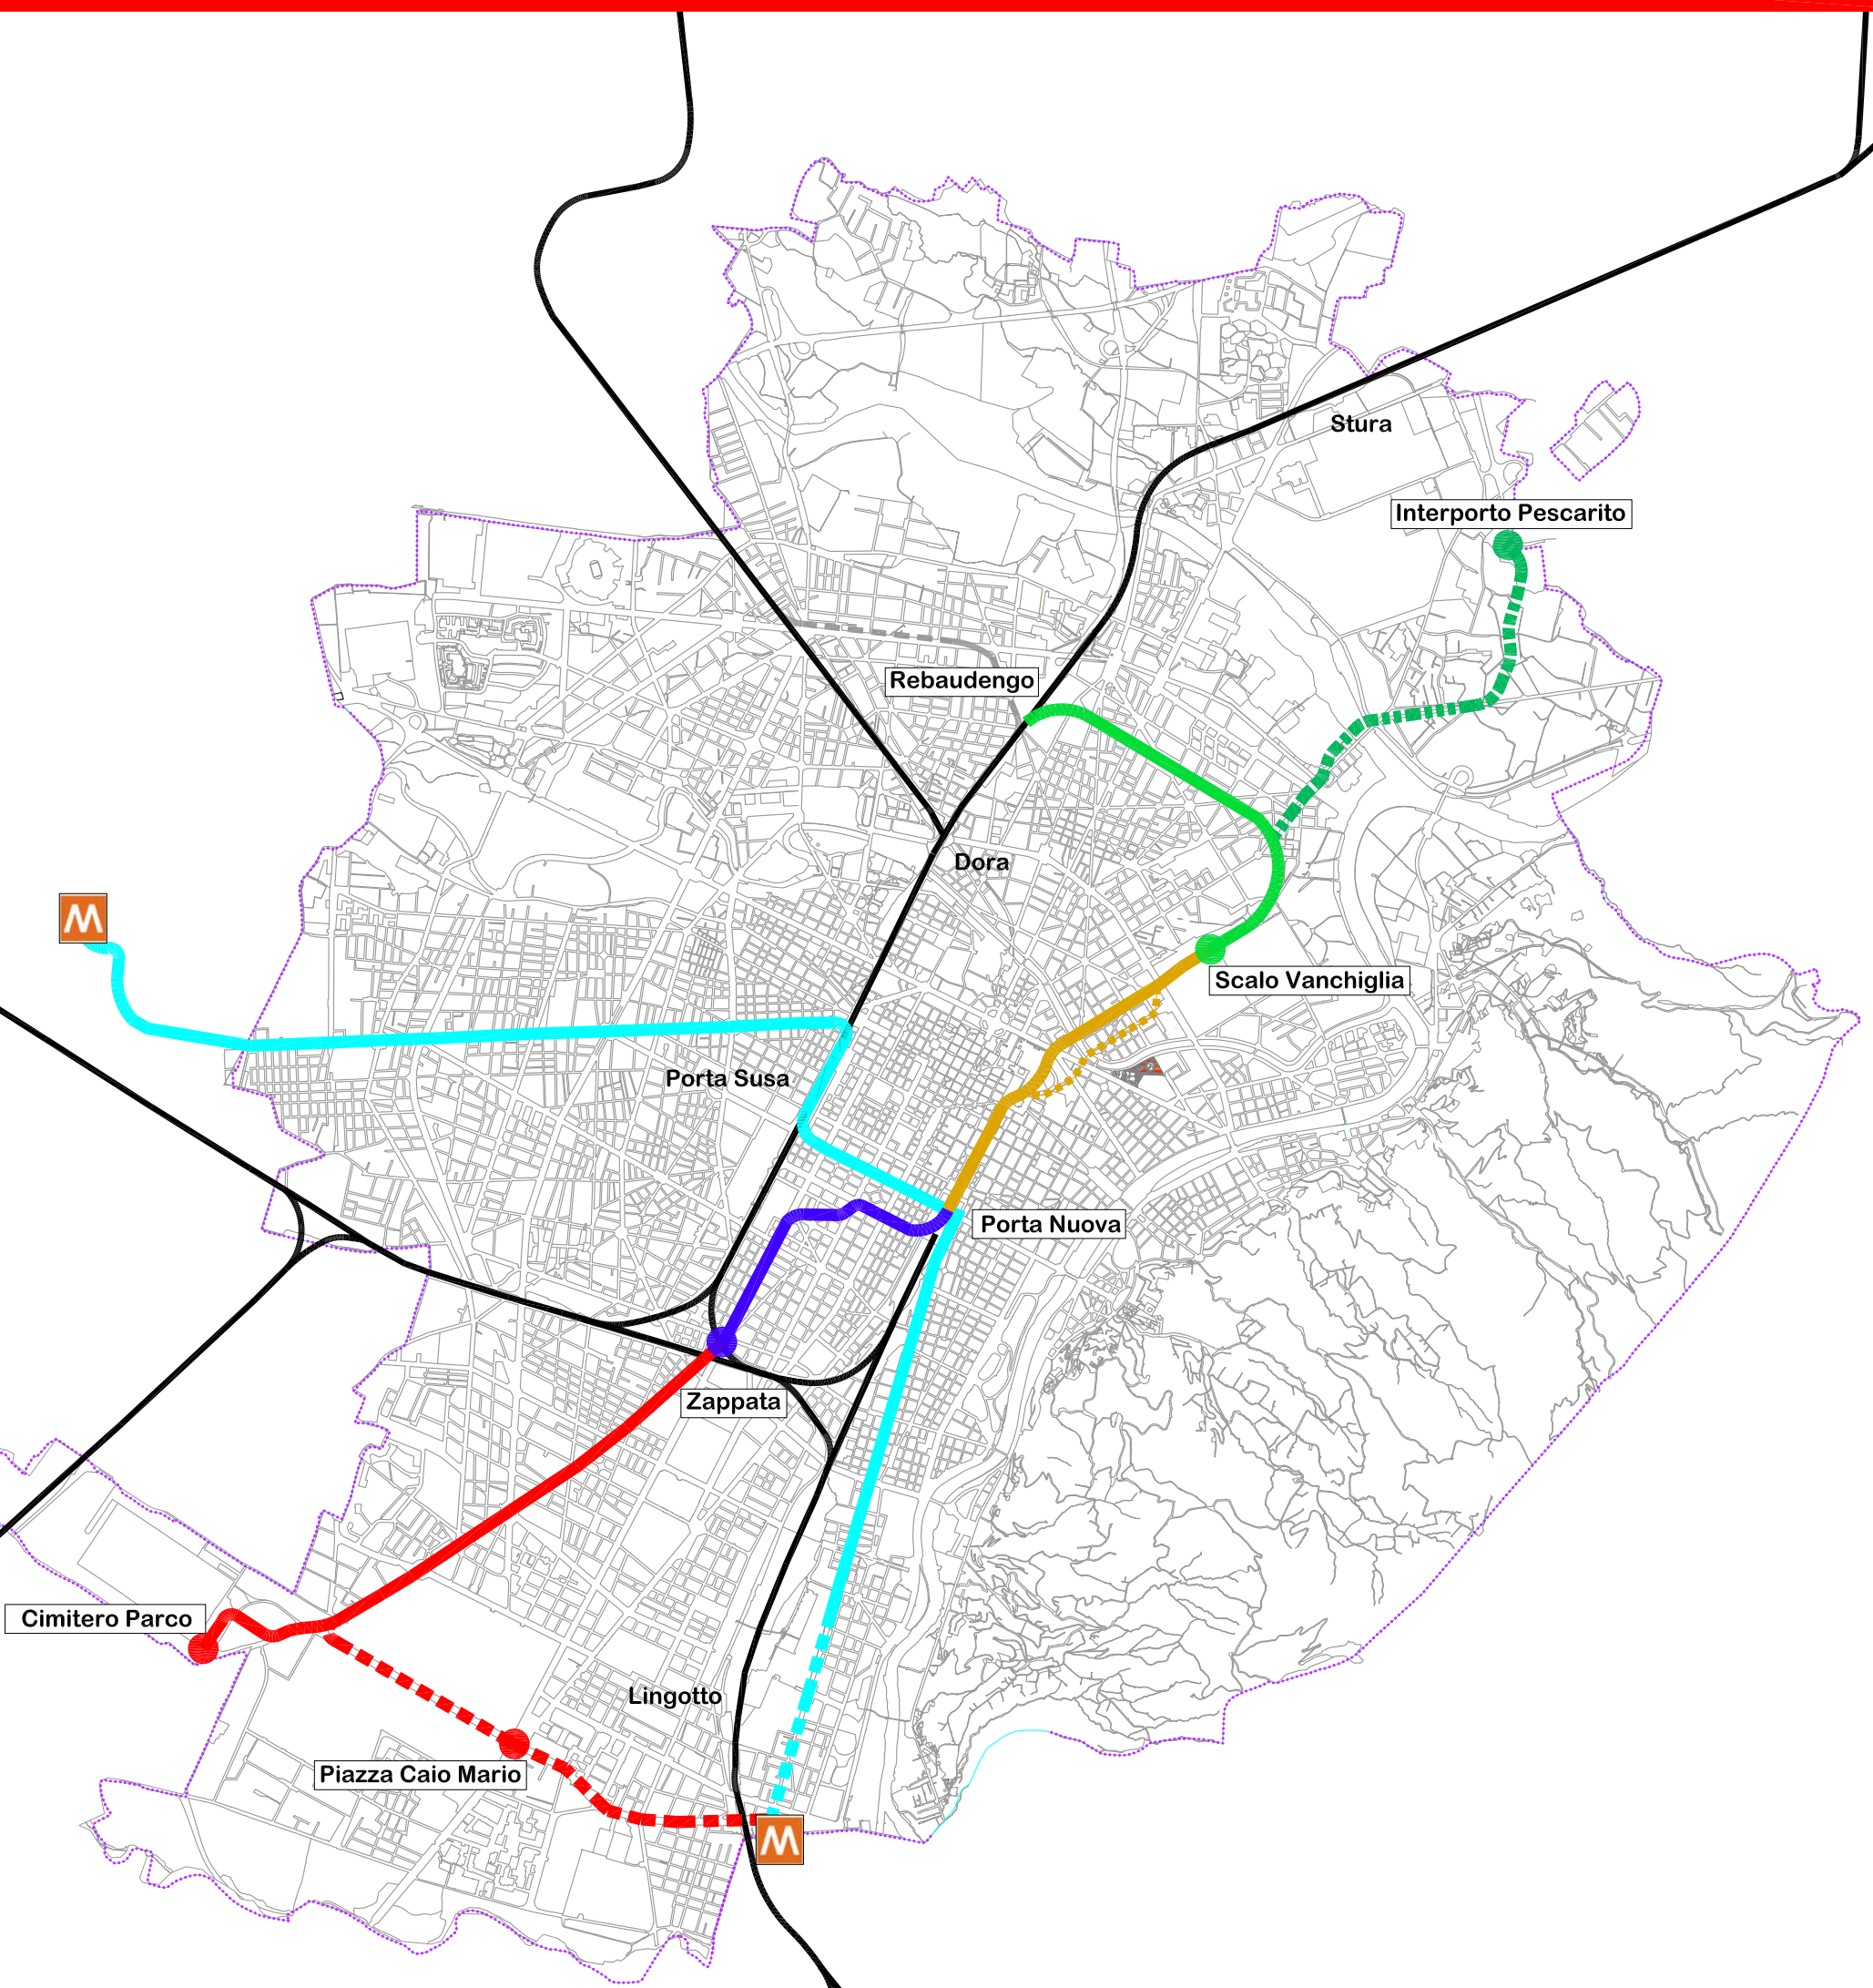 Stura
Interporto Pescarito
Rebaudengo
Dora
M
Scalo Vanchiglia
Porta Susa
Porta Nuova
Zappata
Cimitero Parco
Lingotto
Piazza Caio Mario
M